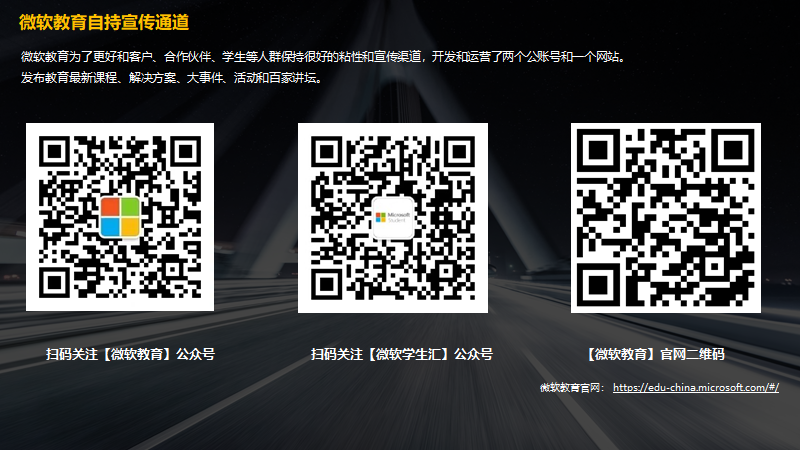 微软教育自持宣传通道
微软教育为了更好和客户、合作伙伴、学生等人群保持很好的粘性和宣传渠道，开发和运营了两个公账号和一个网站。
发布教育最新课程、解决方案、大事件、活动和百家讲坛。
Microsoft
Student
扫码关注【微软教育】公众号
扫码关注【微软学生汇】公众号
【微软教育】官网二维码
微软教育官网： https://edu-china.microsoft.com/#/